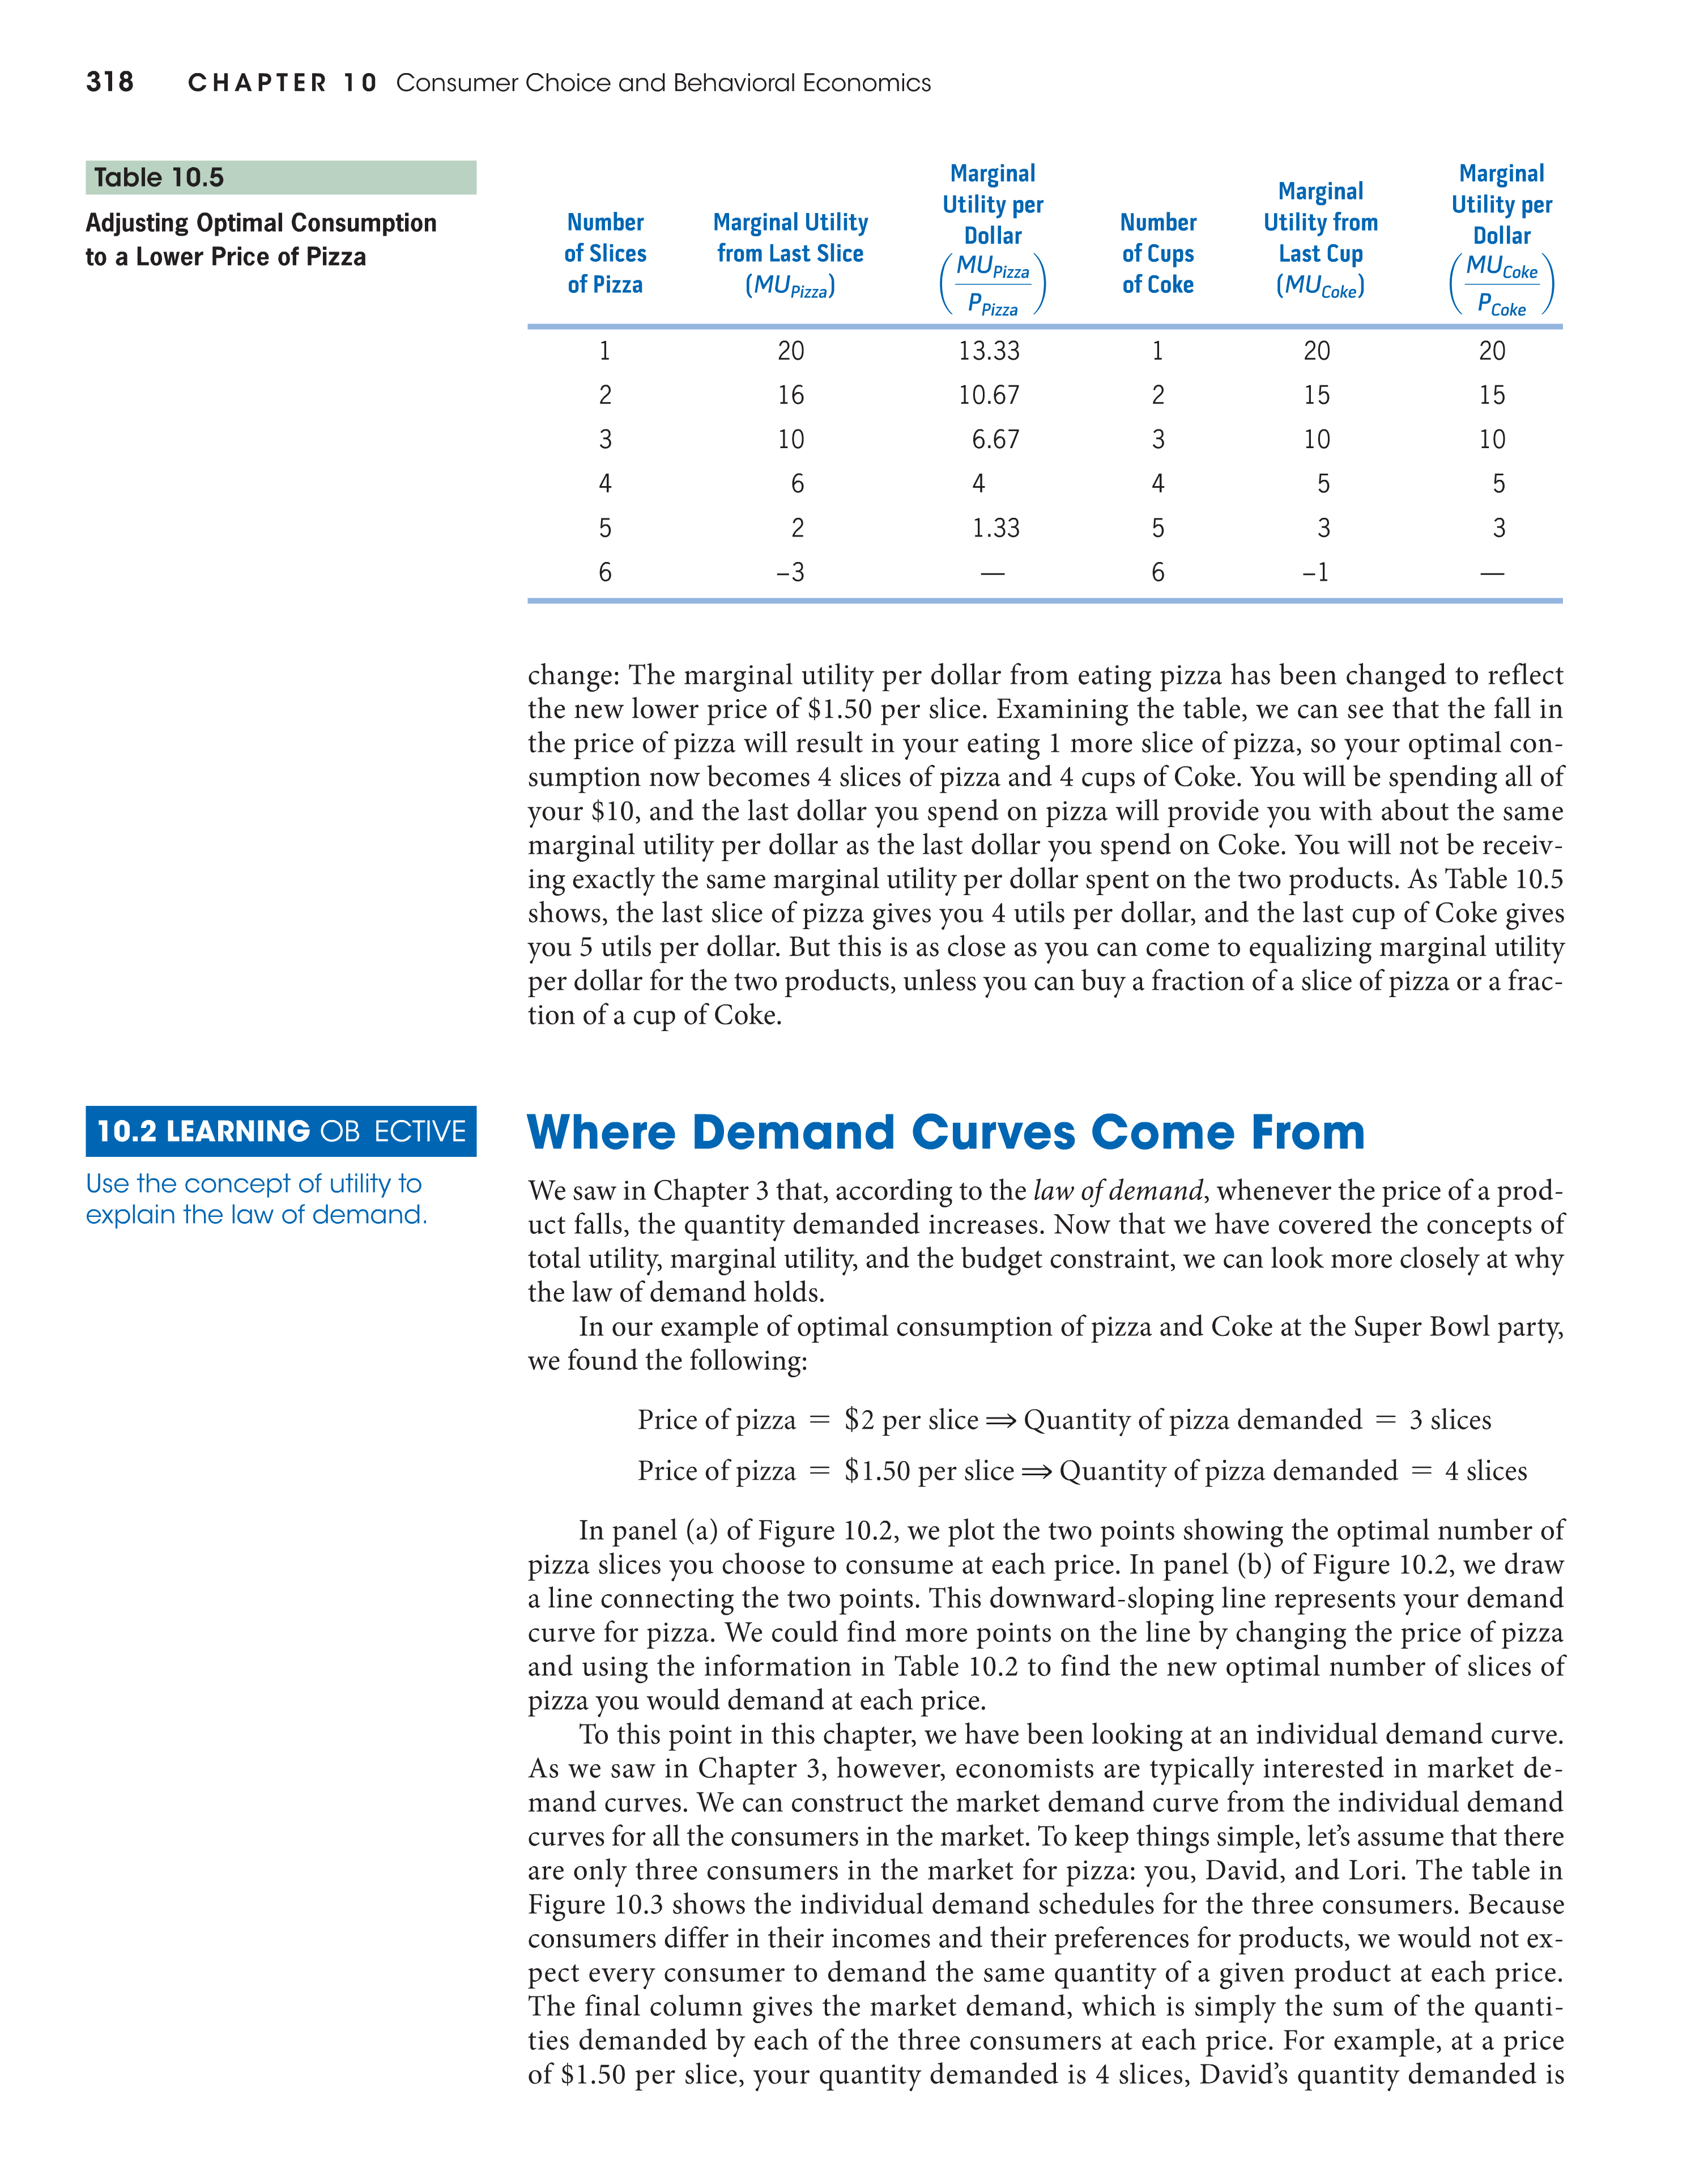 318 CHAPTER 10 Consumer Choice and Behavioral Economics
Table 10.5
Adjusting Optimal Consumption
to a Lower Price of Pizza
Number
of Slices
of Pizza
Marginal Utility
from Last Slice
(MU Pizza)
Marginal
Utility per
Dollar
(MU Pizza / P Pizza)
Number
of Cups
of Coke
Marginal
Utility from
Last Cup
(MU Coke)
Marginal
Utility per
Dollar
(MU Coke / P Coke)
1 20 13.33 1 20 20
2 16 10.67 2 15 15
3 10 6.67 3 10 10
4 6 4 4 5 5
5 2 1.33 5 3 3
6 –3 — 6 –1 —
change: The marginal utility per dollar from eating pizza has been changed to reflect
the new lower price of $1.50 per slice. Examining the table, we can see that the fall in
the price of pizza will result in your eating 1 more slice of pizza, so your optimal con-
sumption now becomes 4 slices of pizza and 4 cups of Coke. You will be spending all of
your $10, and the last dollar you spend on pizza will provide you with about the same
marginal utility per dollar as the last dollar you spend on Coke. You will not be receiv-
ing exactly the same marginal utility per dollar spent on the two products. As Table 10.5
shows, the last slice of pizza gives you 4 utils per dollar, and the last cup of Coke gives
you 5 utils per dollar. But this is as close as you can come to equalizing marginal utility
per dollar for the two products, unless you can buy a fraction of a slice of pizza or a frac-
tion of a cup of Coke.
10.2 LEARNING OB ECTIVE
Use the concept of utility to
explain the law of demand.
Where Demand Curves Come From
We saw in Chapter 3 that, according to the law of demand, whenever the price of a prod-
uct falls, the quantity demanded increases. Now that we have covered the concepts of
total utility, marginal utility, and the budget constraint, we can look more closely at why
the law of demand holds.
In our example of optimal consumption of pizza and Coke at the Super Bowl party,
we found the following:
Price of pizza = $2 per slice ⇒ Quantity of pizza demanded = 3 slices
Price of pizza = $1.50 per slice ⇒ Quantity of pizza demanded = 4 slices
In panel (a) of Figure 10.2, we plot the two points showing the optimal number of
pizza slices you choose to consume at each price. In panel (b) of Figure 10.2, we draw
a line connecting the two points. This downward-sloping line represents your demand
curve for pizza. We could find more points on the line by changing the price of pizza
and using the information in Table 10.2 to find the new optimal number of slices of
pizza you would demand at each price.
To this point in this chapter, we have been looking at an individual demand curve.
As we saw in Chapter 3, however, economists are typically interested in market de-
mand curves. We can construct the market demand curve from the individual demand
curves for all the consumers in the market. To keep things simple, let's assume that there
are only three consumers in the market for pizza: you, David, and Lori. The table in
Figure 10.3 shows the individual demand schedules for the three consumers. Because
consumers differ in their incomes and their preferences for products, we would not ex-
pect every consumer to demand the same quantity of a given product at each price.
The final column gives the market demand, which is simply the sum of the quanti-
ties demanded by each of the three consumers at each price. For example, at a price
of $1.50 per slice, your quantity demanded is 4 slices, David's quantity demanded is